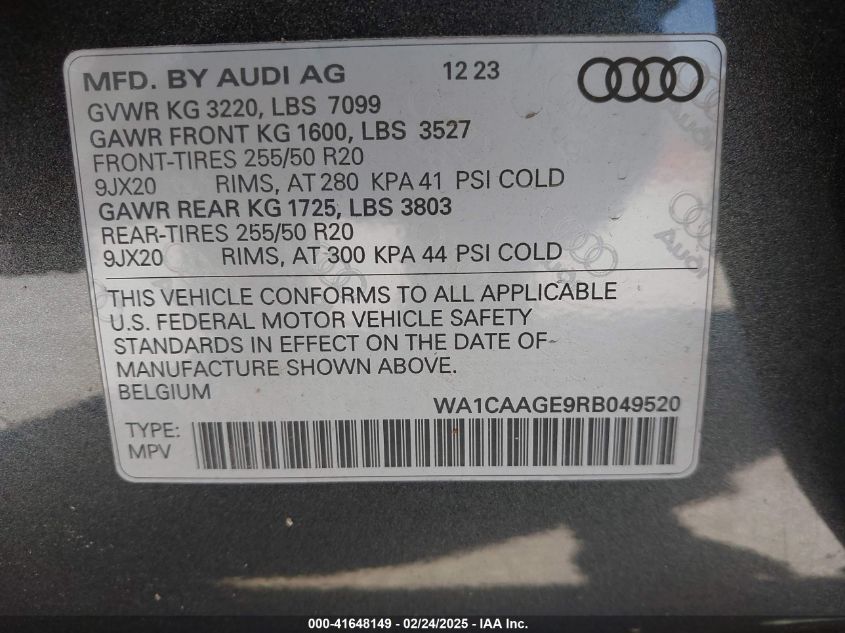 MFD. BY AUDI AG 12 23
GVWR KG 3220, LBS 7099
GAWR FRONT KG 1600, LBS 3527
FRONT-TIRES 255/50 R20
9JX20 RIMS, AT 280 KPA 41 PSI COLD
GAWR REAR KG 1725, LBS 3803
REAR-TIRES 255/50 R20
9JX20 RIMS, AT 300 KPA 44 PSI COLD
THIS VEHICLE CONFORMS TO ALL APPLICABLE
U.S. FEDERAL MOTOR VEHICLE SAFETY
STANDARDS IN EFFECT ON THE DATE OF
MANUFACTURE SHOWN ABOVE.
BELGIUM
WA1CAAGE9RB049520
TYPE:
MPV
Audi
Audi
000-41648149 - 02/24/2025 - IAA Inc.